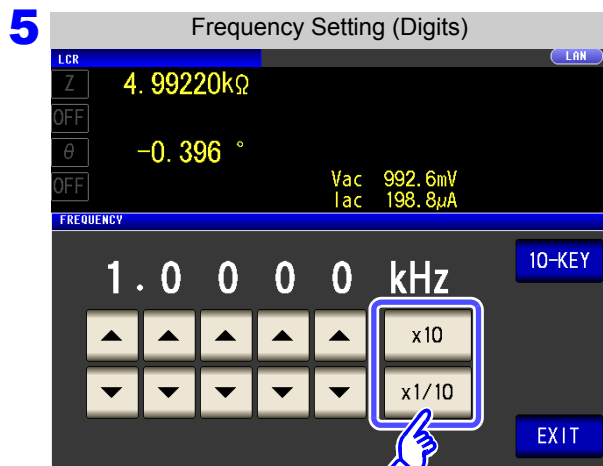 5 Frequency Setting (Digits)
LCR LAN
Z 4.99220kΩ
OFF
θ -0.396 °
OFF Vac 992.6mV
Iac 198.8μA
FREQUENCY
1.0000 kHz 10-KEY
x10
x1/10
EXIT